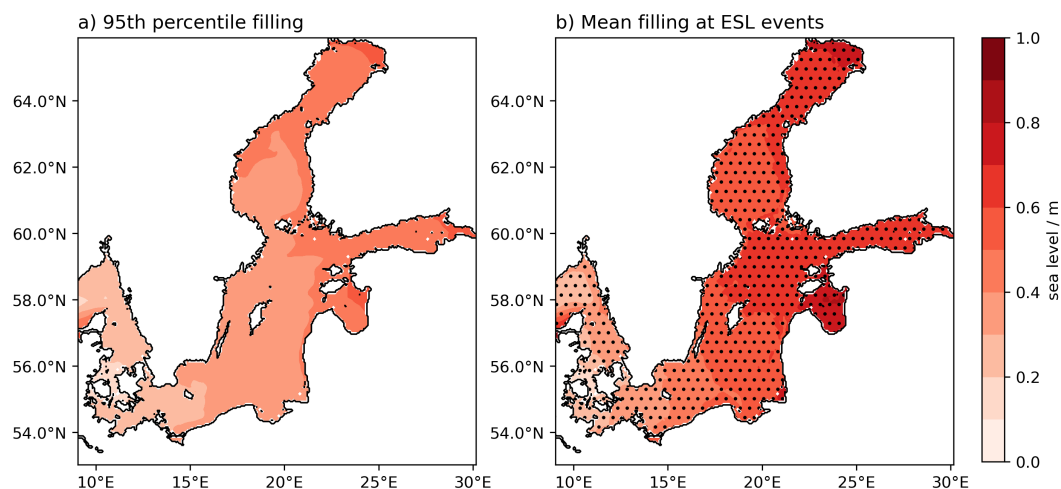 a) 95th percentile filling
b) Mean filling at ESL events
64.0°N
62.0°N
60.0°N
58.0°N
56.0°N
54.0°N
10°E 15°E 20°E 25°E 30°E
64.0°N
62.0°N
60.0°N
58.0°N
56.0°N
54.0°N
10°E 15°E 20°E 25°E 30°E
1.0
0.8
0.6
0.4
0.2
0.0
sea level / m